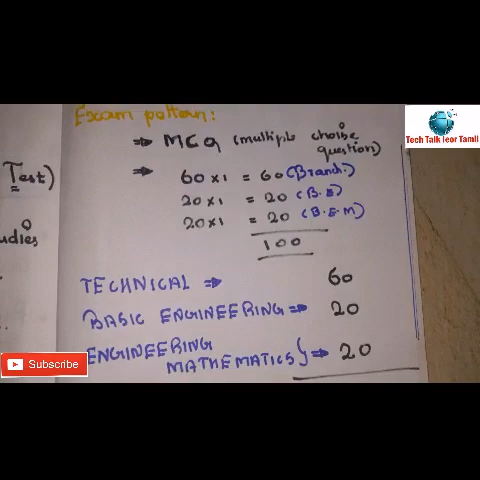 Exam pattern:
⇒ MCQ (multiple choise
question)
⇒ 60 x 1 = 60 (Branch.)
20 x 1 = 20 (B.E)
20 x 1 = 20 (B.E.M)
100
TECHNICAL ⇒ 60
BASIC ENGINEERING ⇒ 20
ENGINEERING
MATHEMATICS} ⇒ 20
Test)
udies
Tech Talk leor Tamil
Subscribe